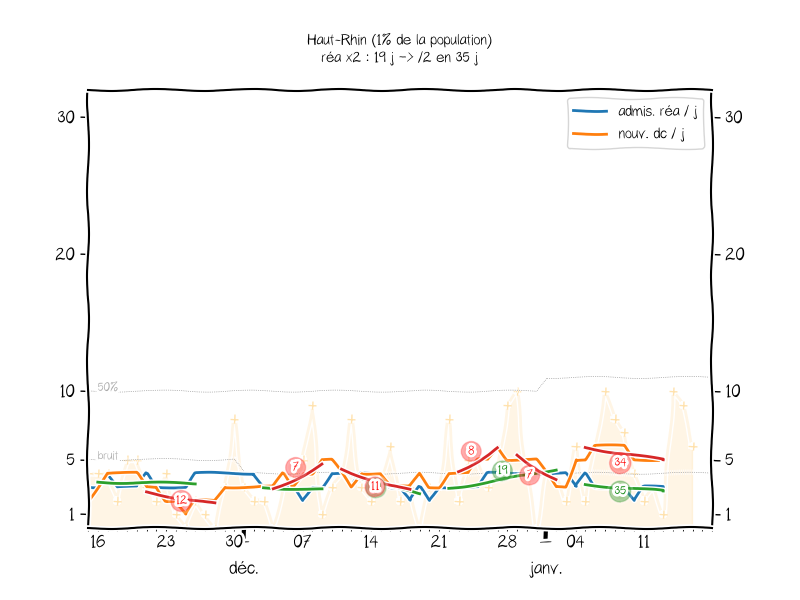 Haut-Rhin (1% de la population)
réa x2 : 19 j -> /2 en 35 j
admis. réa / j
nouv. dc / j
30 30
20 20
10 10
50%
5 5
bruit
1 1
12 7 11 8 19 7 34 35
16 23 30 07 14 21 28 04 11
déc. janv.